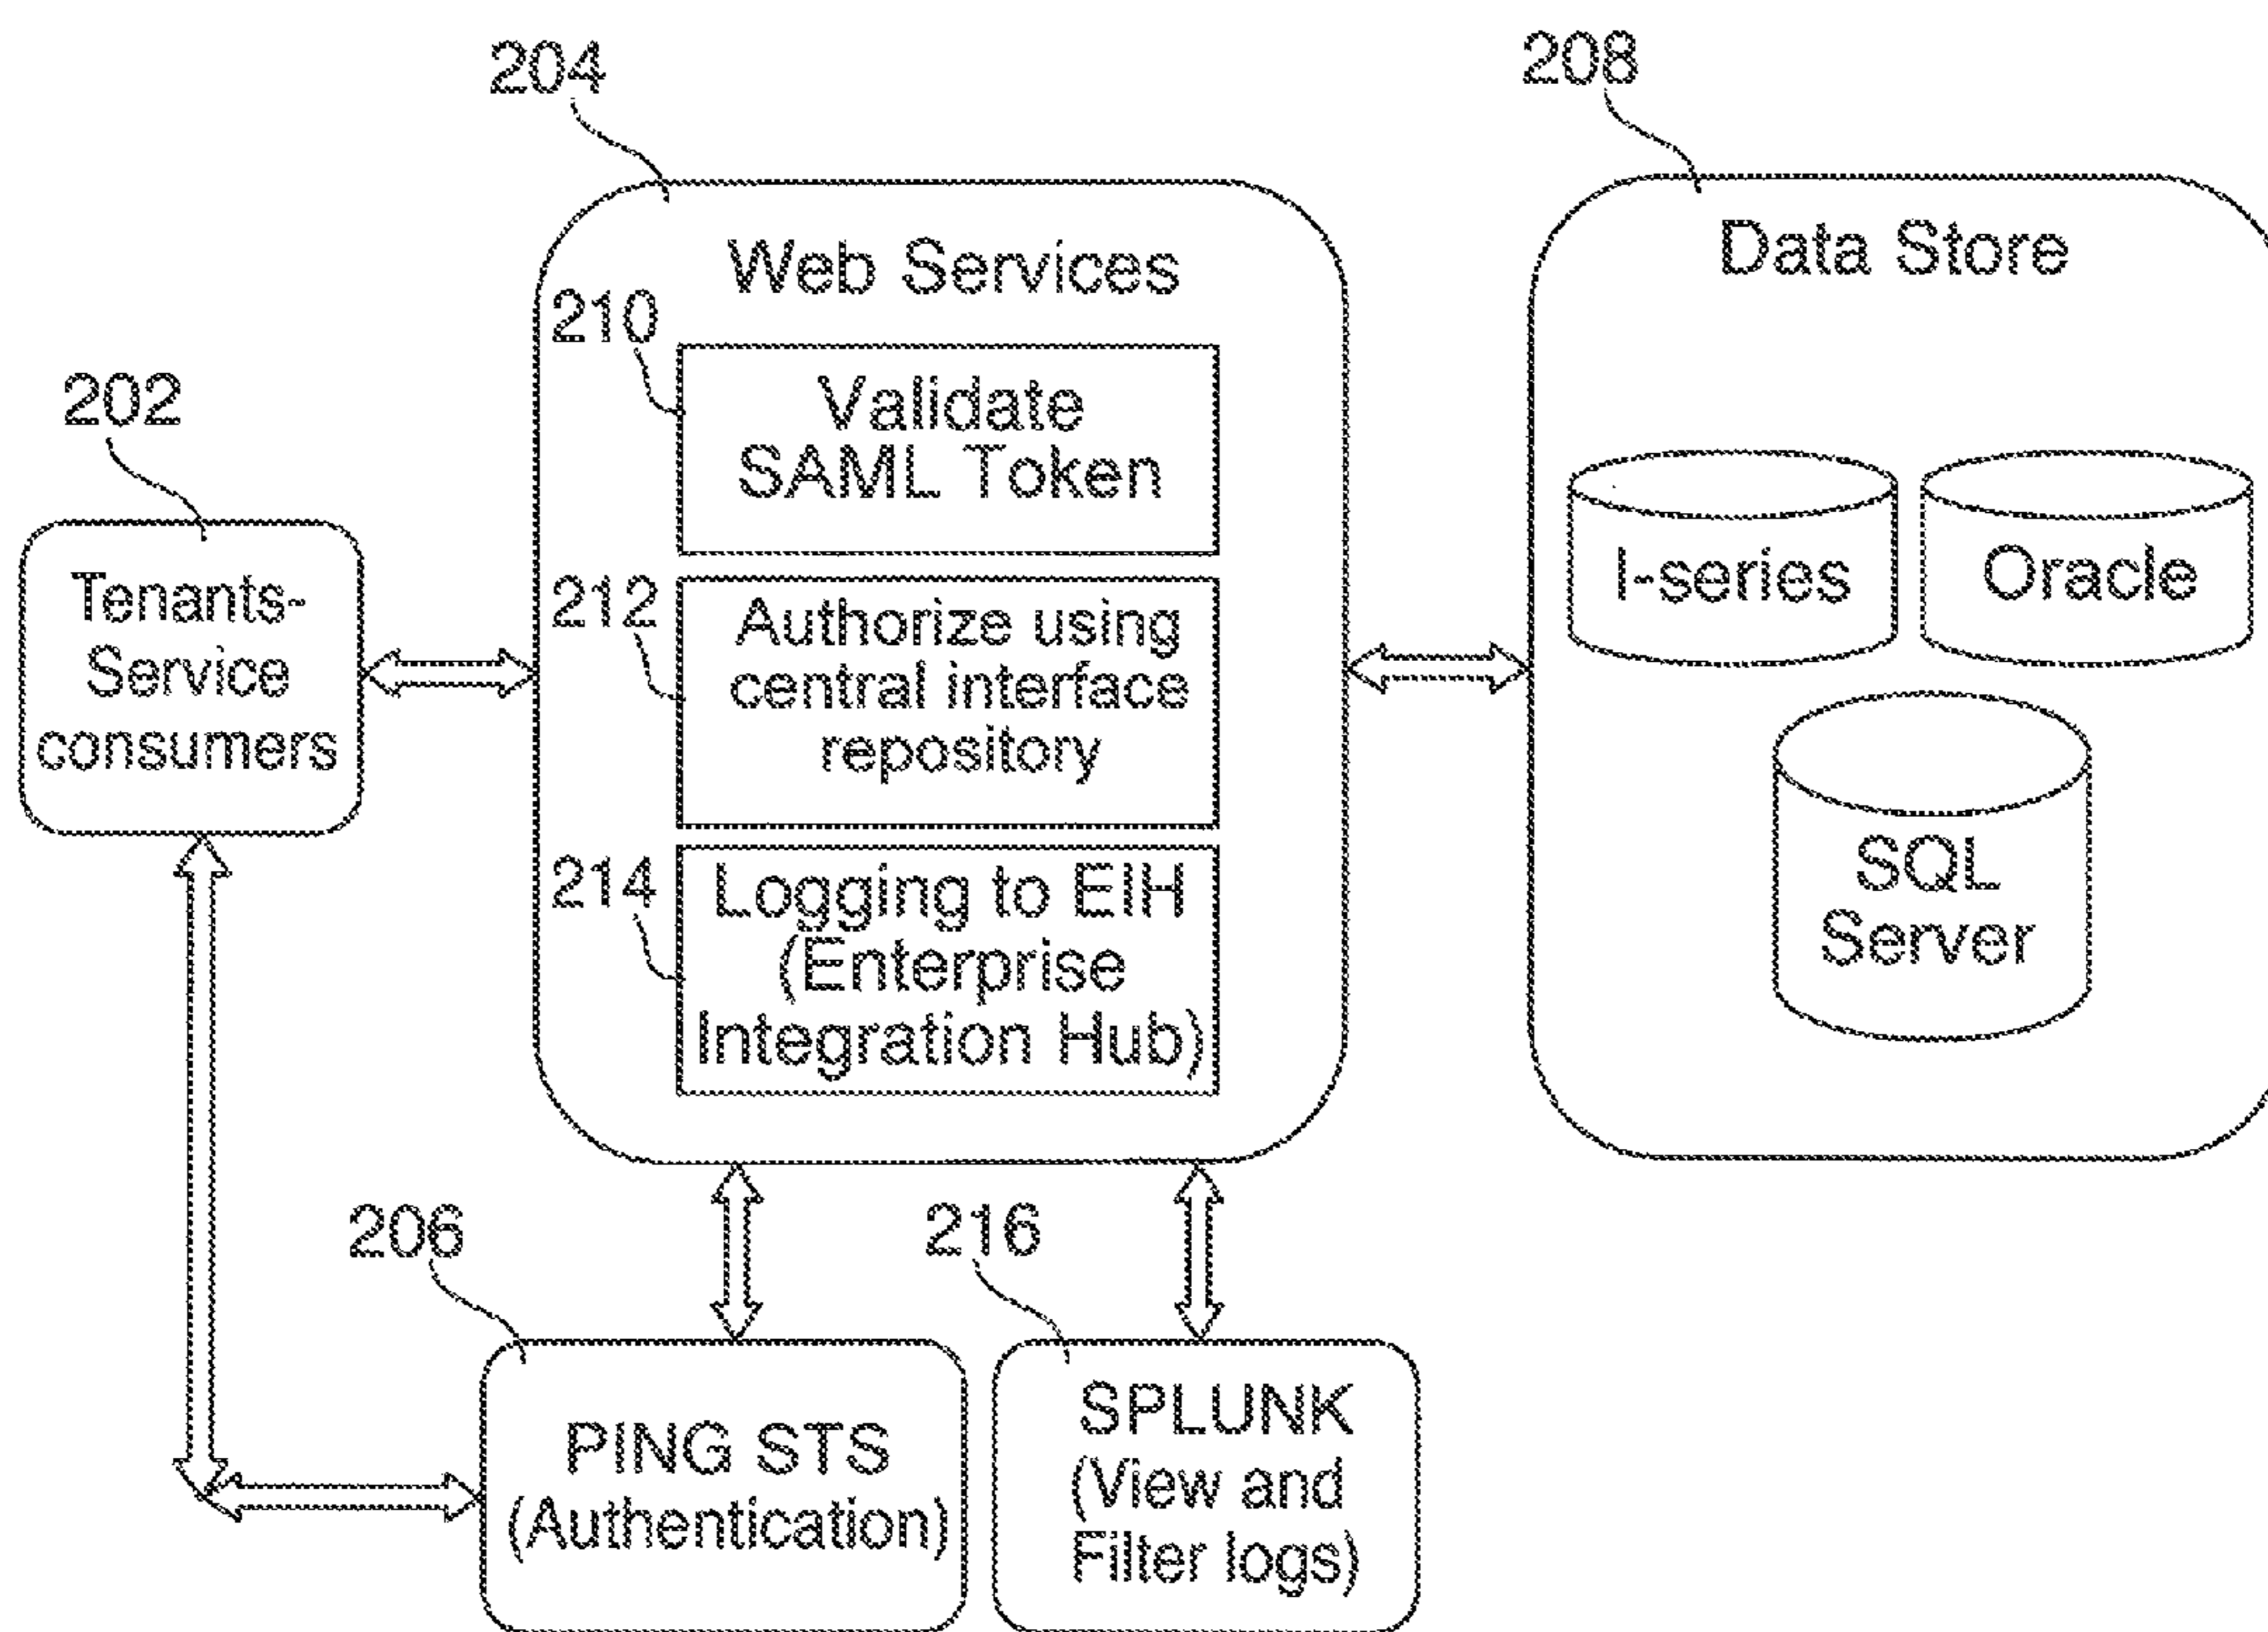 204
208
Web Services
Data Store
210
Validate
SAML Token
202
Tenants-
Service
consumers
212
Authorize using
central interface
repository
I-series
Oracle
214
Logging to EIH
(Enterprise
Integration Hub)
SQL
Server
206
216
PING STS
(Authentication)
SPLUNK
(View and
Filter logs)